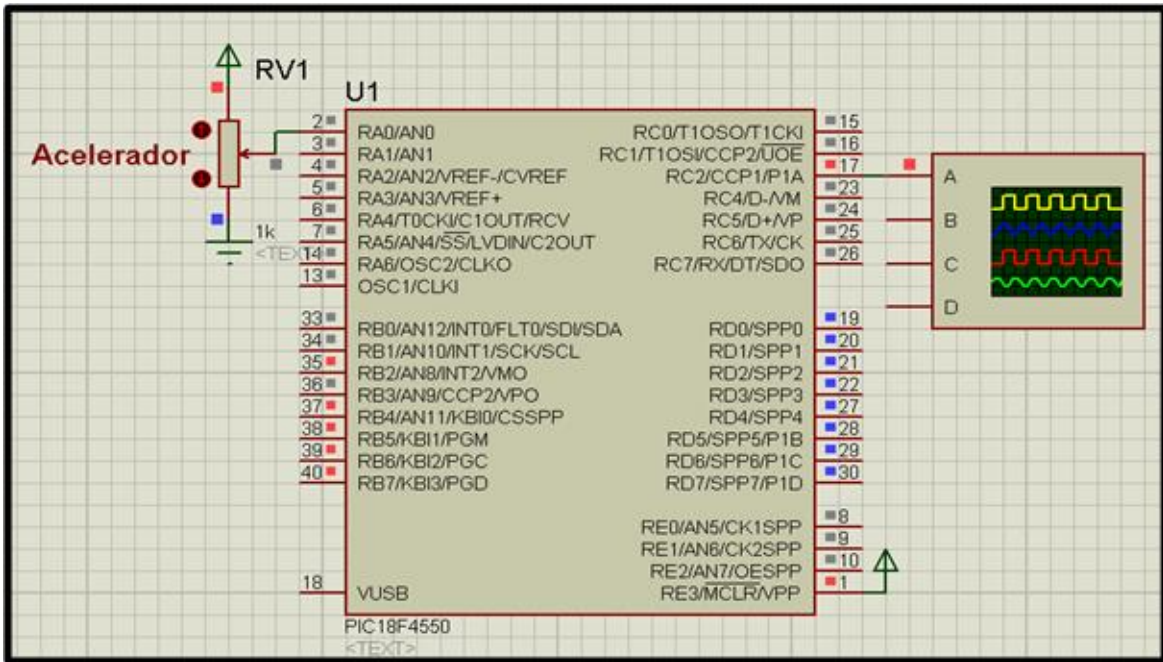 RV1
Acelerador
1k
<TEXT>
U1
2 RA0/AN0
3 RA1/AN1
4 RA2/AN2/VREF-/CVREF
5 RA3/AN3/VREF+
6 RA4/T0CKI/C1OUT/RCV
7 RA5/AN4/SS/LVDIN/C2OUT
14 RA6/OSC2/CLKO
13 OSC1/CLKI
33 RB0/AN12/INT0/FLT0/SDI/SDA
34 RB1/AN10/INT1/SCK/SCL
35 RB2/AN8/INT2/VMO
36 RB3/AN9/CCP2/VPO
37 RB4/AN11/KBI0/CSSPP
38 RB5/KBI1/PGM
39 RB6/KBI2/PGC
40 RB7/KBI3/PGD
18 VUSB
RC0/T1OSO/T1CKI 15
RC1/T1OSI/CCP2/UOE 16
RC2/CCP1/P1A 17
RC4/D-/VM 23
RC5/D+/VP 24
RC6/TX/CK 25
RC7/RX/DT/SDO 26
RD0/SPP0 19
RD1/SPP1 20
RD2/SPP2 21
RD3/SPP3 22
RD4/SPP4 27
RD5/SPP5/P1B 28
RD6/SPP6/P1C 29
RD7/SPP7/P1D 30
RE0/AN5/CK1SPP 8
RE1/AN6/CK2SPP 9
RE2/AN7/OESPP 10
RE3/MCLR/VPP 1
PIC18F4550
<TEXT>
A
B
C
D